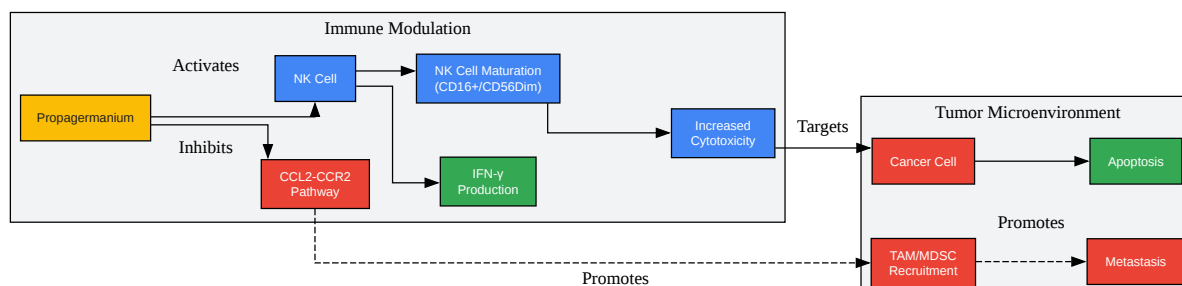 Immune Modulation
Activates
NK Cell
NK Cell Maturation
(CD16+/CD56Dim)
Propagermanium
Inhibits
CCL2-CCR2
Pathway
IFN-γ
Production
Increased
Cytotoxicity
Targets
Tumor Microenvironment
Cancer Cell
Apoptosis
Promotes
TAM/MDSC
Recruitment
Promotes
Metastasis